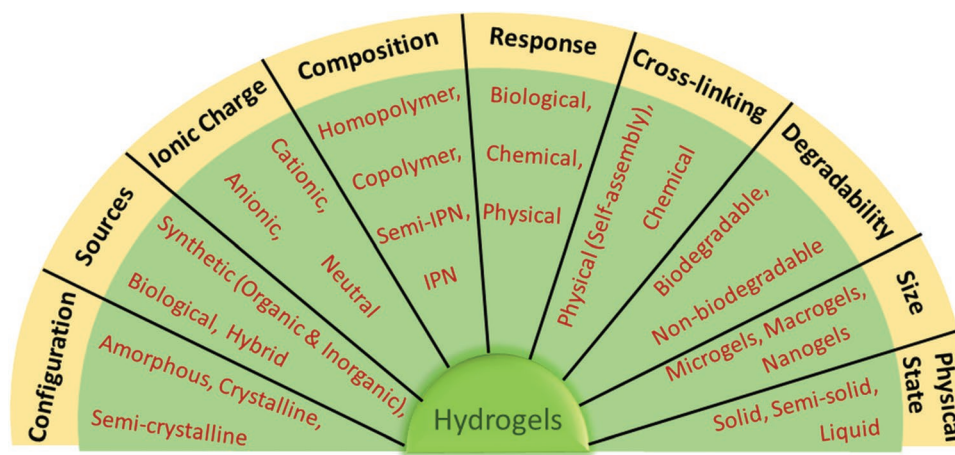 Configuration
Amorphous, Crystalline,
Semi-crystalline
Sources
Synthetic (Organic & Inorganic),
Biological, Hybrid
Ionic Charge
Cationic,
Anionic,
Neutral
Composition
Homopolymer,
Copolymer,
Semi-IPN,
IPN
Response
Biological,
Chemical,
Physical
Cross-linking
Physical (Self-assembly),
Chemical
Degradability
Biodegradable,
Non-biodegradable
Size
Microgels, Macrogels,
Nanogels
Physical
State
Solid, Semi-solid,
Liquid
Hydrogels